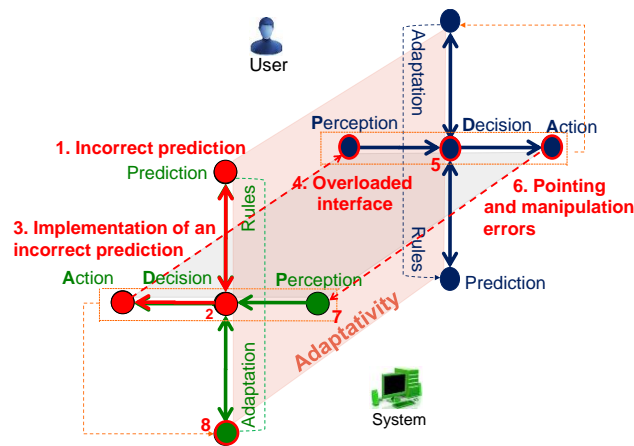 User
Adaptation
Perception
Decision
Action
1. Incorrect prediction
5
Prediction
4. Overloaded
interface
6. Pointing
and manipulation
errors
Rules
Rules
3. Implementation of an
incorrect prediction
Prediction
Action
Decision
Perception
2
7
Adaptativity
Adaptation
8
System